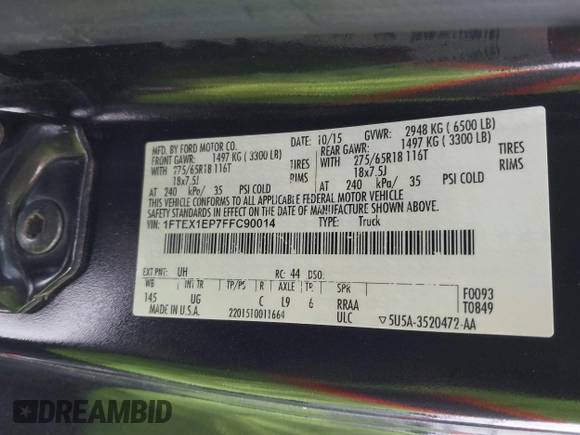 MFD. BY FORD MOTOR CO.
DATE: 10/15 GVWR: 2948 KG ( 6500 LB)
FRONT GAWR: 1497 KG ( 3300 LB)
REAR GAWR: 1497 KG ( 3300 LB)
WITH 275/65R18 116T TIRES
WITH 275/65R18 116T TIRES
18x7.5J RIMS
18x7.5J RIMS
AT 240 kPa/ 35 PSI COLD
AT 240 kPa/ 35 PSI COLD
THIS VEHICLE CONFORMS TO ALL APPLICABLE FEDERAL MOTOR VEHICLE
SAFETY STANDARDS IN EFFECT ON THE DATE OF MANUFACTURE SHOWN ABOVE.
VIN: 1FTEX1EP7FFC90014 TYPE: Truck
EXT PNT: UH RC: 44 DSO:
WB INT TR TP/PS R AXLE TR SPR
145 UG C L9 6 RRAA
F0093
T0849
MADE IN U.S.A. 2201510011664 ULC
▽5U5A-3520472-AA
DREAMBID